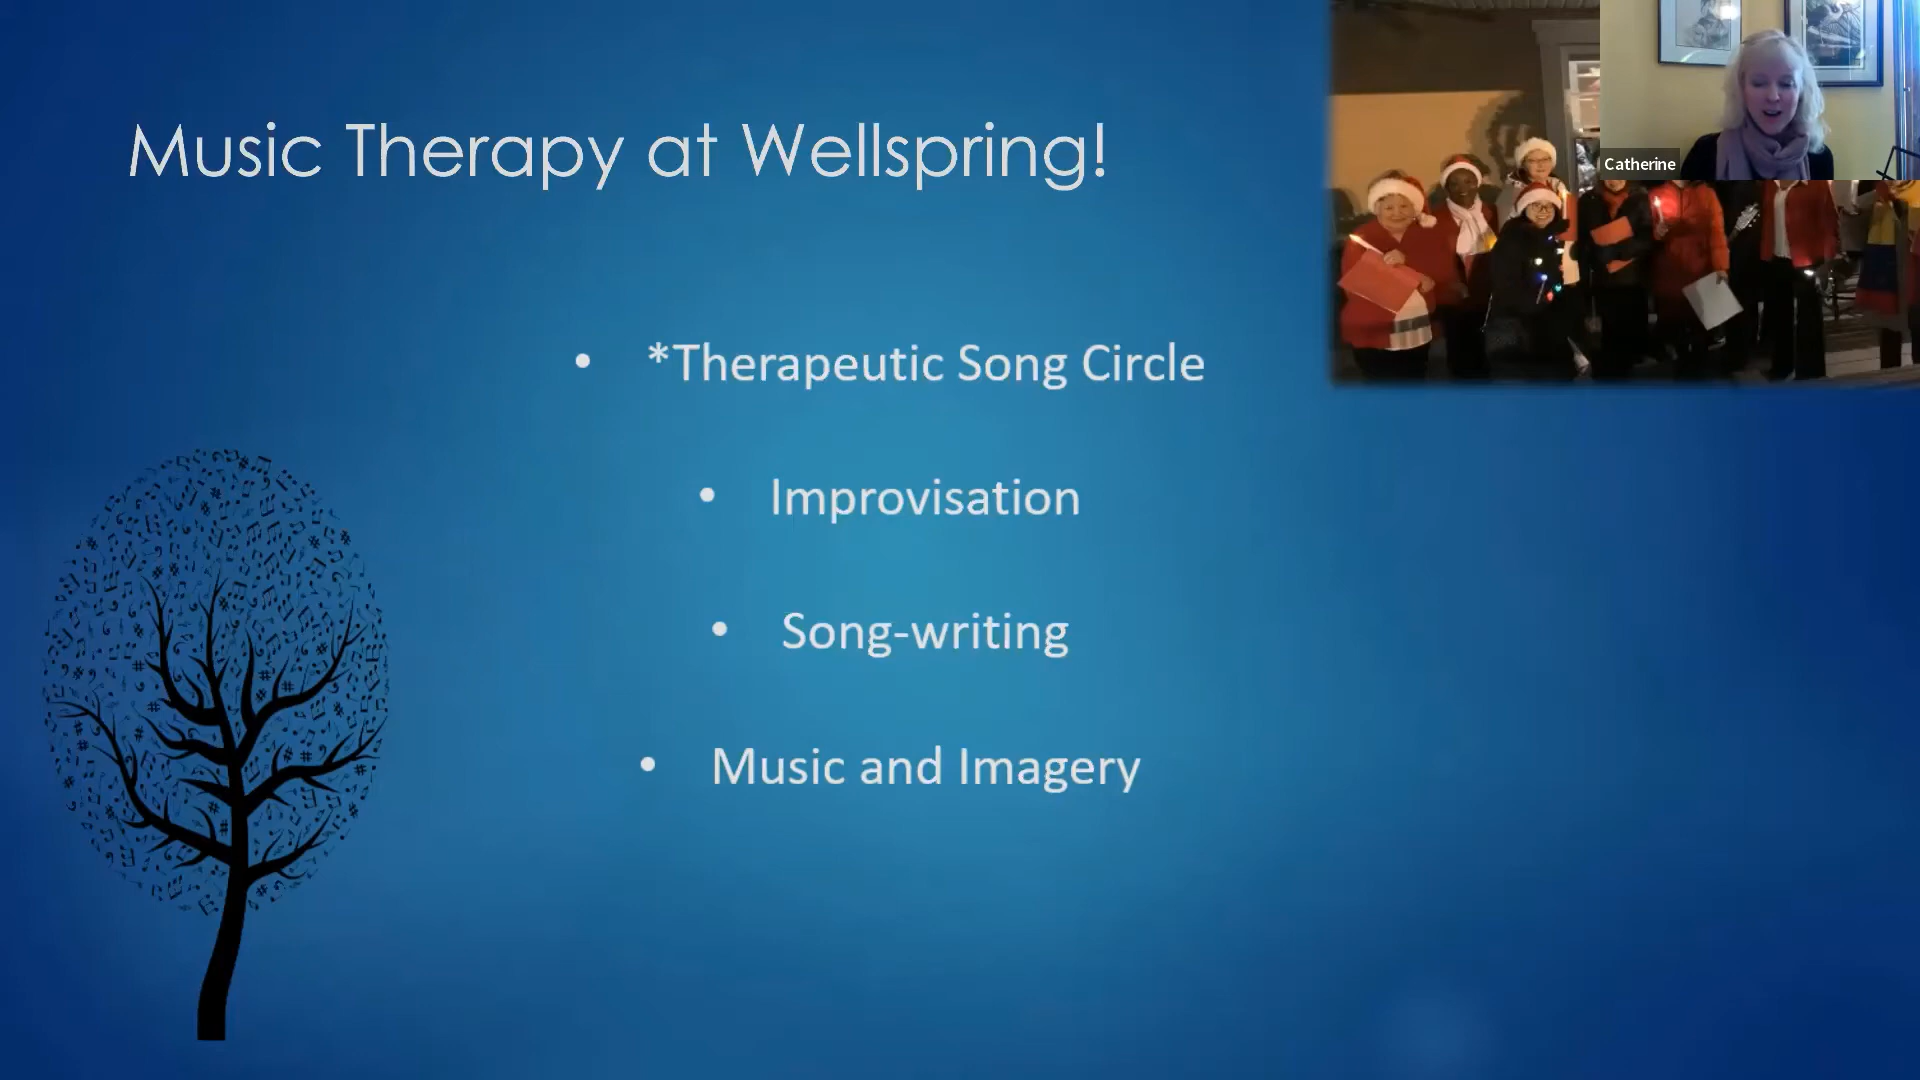 Music Therapy at Wellspring!
Catherine
• *Therapeutic Song Circle
• Improvisation
• Song-writing
• Music and Imagery